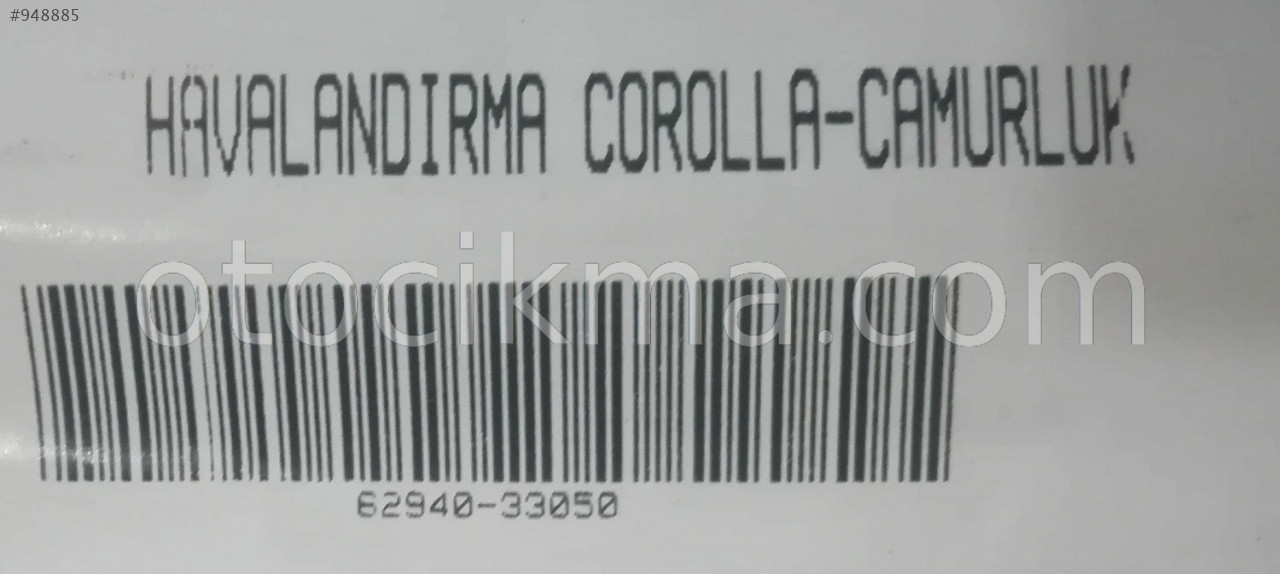 #948885
HAVALANDIRMA COROLLA-CAMURLUK
otocikma.com
62940-33050